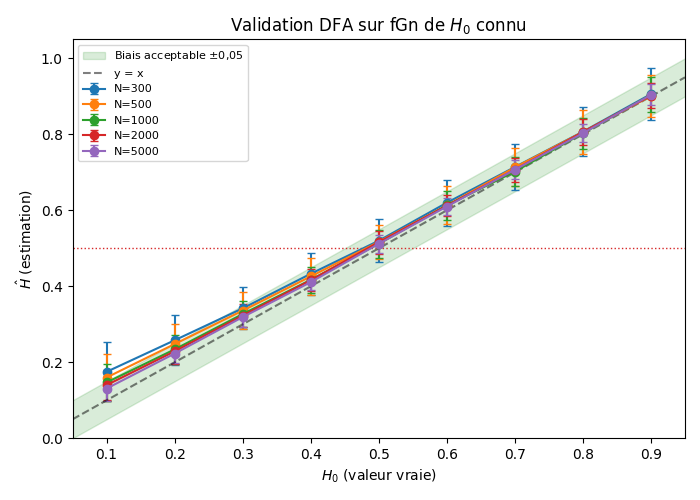 Validation DFA sur fGn de H₀ connu
Biais acceptable ±0,05
y = x
N=300
N=500
N=1000
N=2000
N=5000
Ĥ (estimation)
1.0
0.8
0.6
0.4
0.2
0.0
0.1 0.2 0.3 0.4 0.5 0.6 0.7 0.8 0.9
H₀ (valeur vraie)